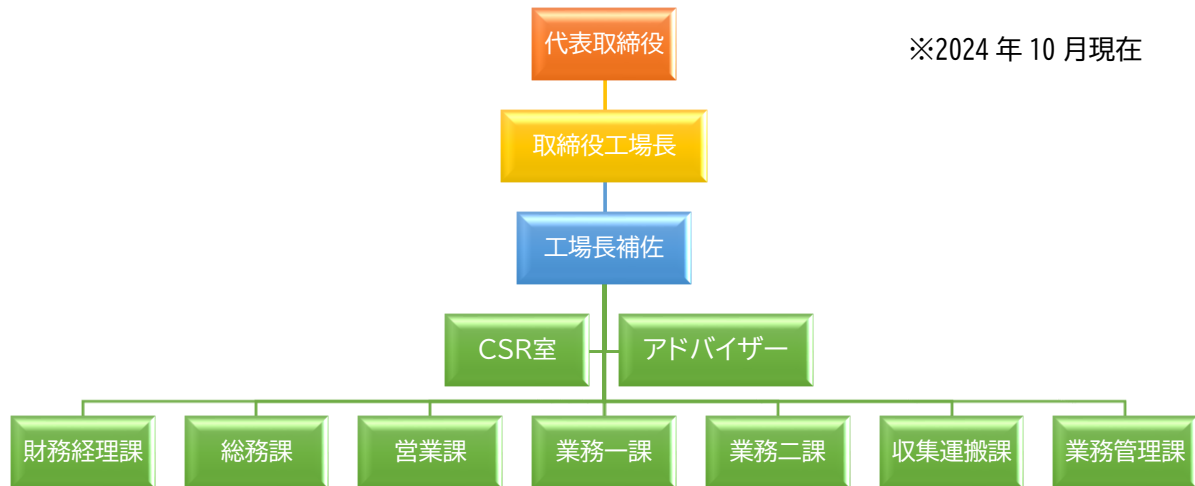 代表取締役
※2024 年 10 月現在
取締役工場長
工場長補佐
CSR室
アドバイザー
財務経理課
総務課
営業課
業務一課
業務二課
収集運搬課
業務管理課